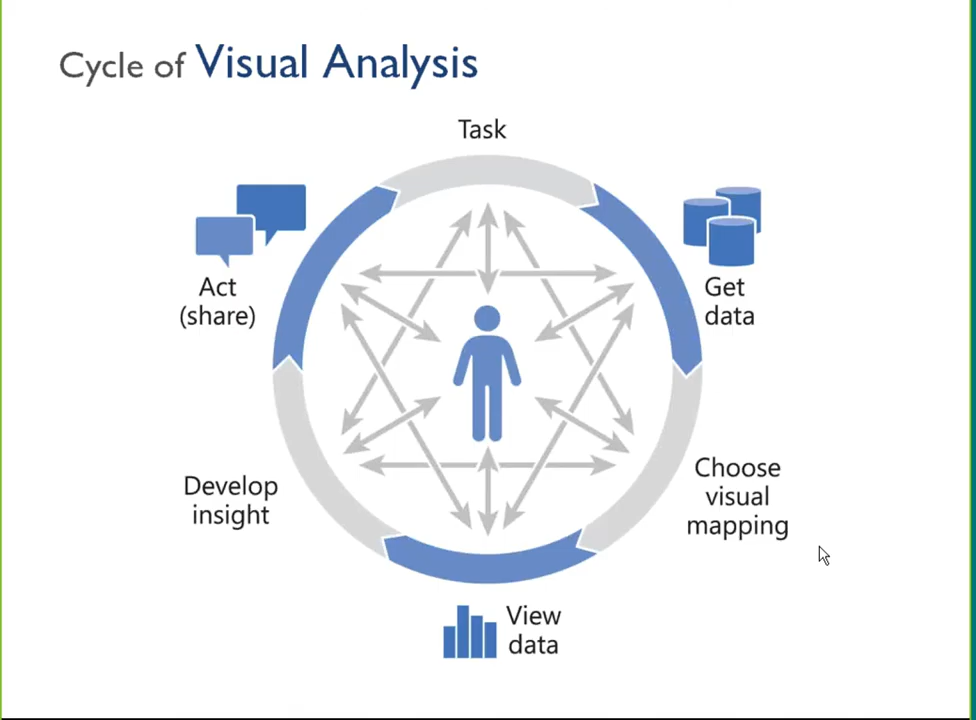 Cycle of Visual Analysis
Task
Get
data
Choose
visual
mapping
View
data
Develop
insight
Act
(share)